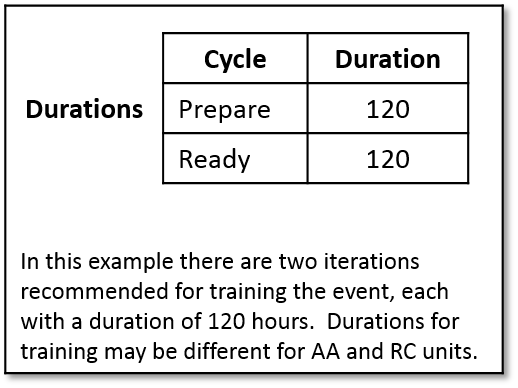 Cycle Duration
Durations Prepare 120
Ready 120
In this example there are two iterations
recommended for training the event, each
with a duration of 120 hours.  Durations for
training may be different for AA and RC units.